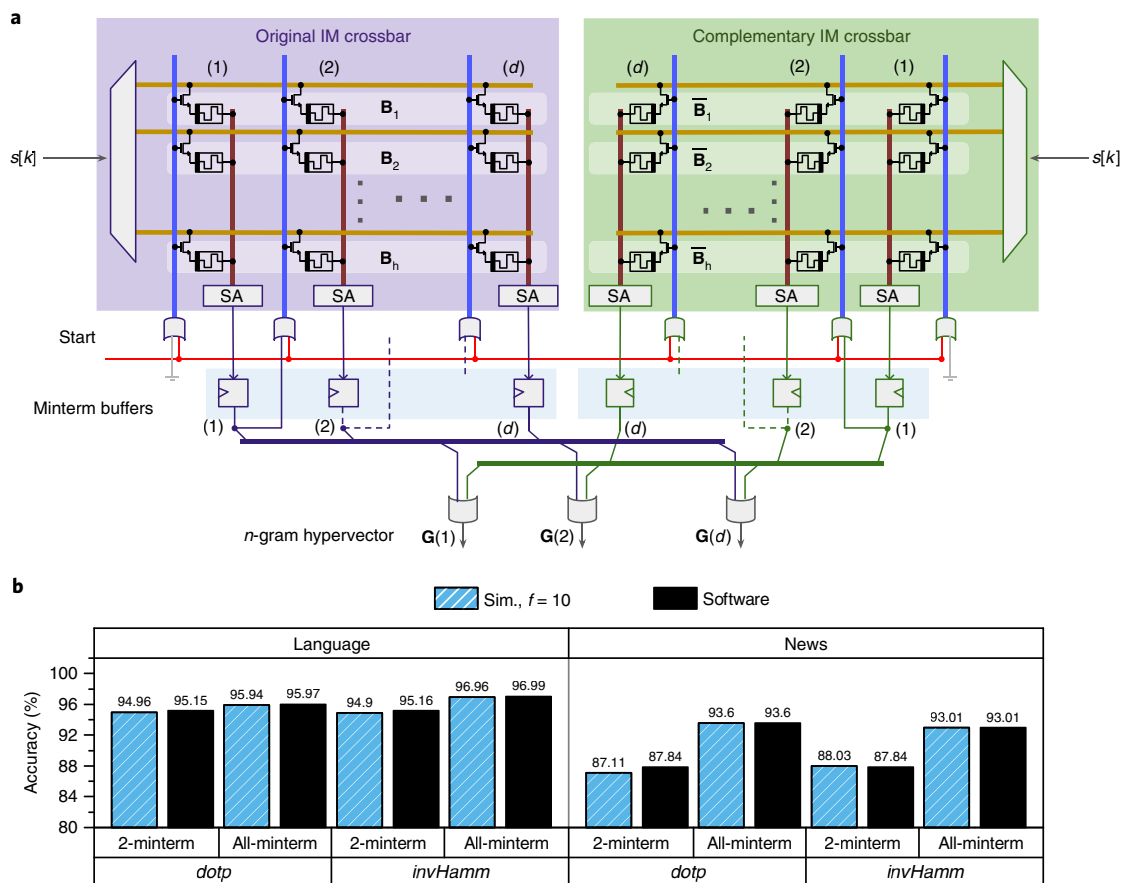 a
Original IM crossbar
Complementary IM crossbar
(1) (2) (d) (d) (2) (1)
B1 B̅1
B2 B̅2
s[k] s[k]
Bh B̅h
SA SA SA SA SA SA
Start
Minterm buffers
(1) (2) (d) (d) (2) (1)
n-gram hypervector G(1) G(2) G(d)
b
Sim., f = 10 Software
Language News
Accuracy (%)
100
96
92
88
84
80
94.96 95.15 95.94 95.97 94.9 95.16 96.96 96.99 87.11 87.84 93.6 93.6 88.03 87.84 93.01 93.01
2-minterm All-minterm 2-minterm All-minterm 2-minterm All-minterm 2-minterm All-minterm
dotp invHamm dotp invHamm